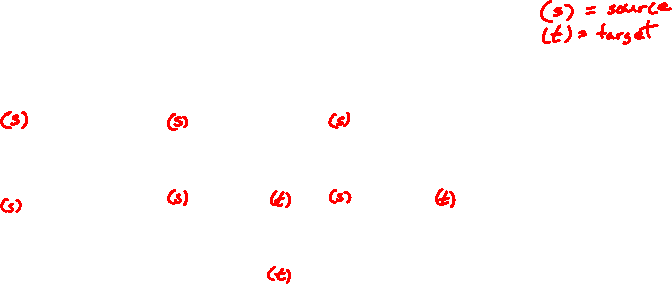 (s) = source
(t) = target
(s) (s) (s)
(s) (s) (t) (s) (t)
(t)